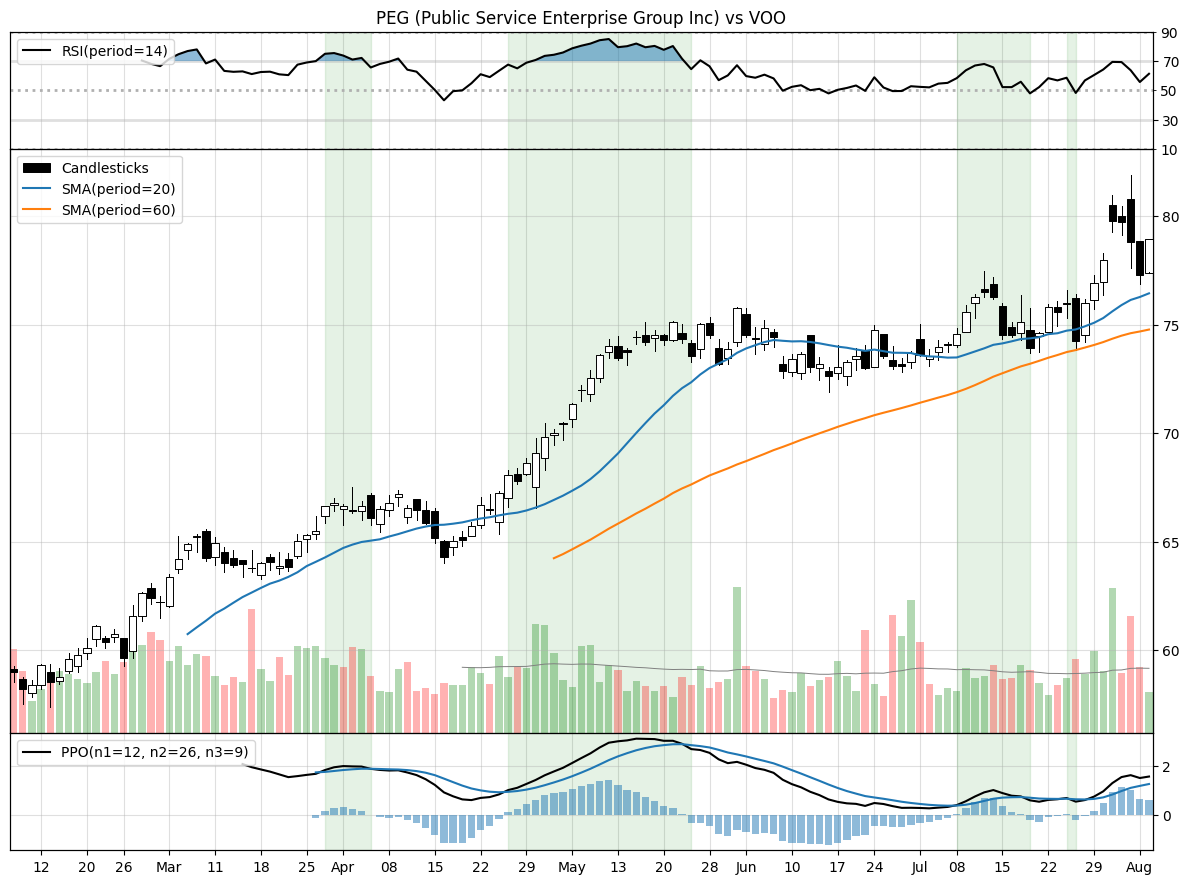 PEG (Public Service Enterprise Group Inc) vs VOO
RSI(period=14)
90
70
50
30
10
Candlesticks
SMA(period=20)
SMA(period=60)
80
75
70
65
60
PPO(n1=12, n2=26, n3=9)
2
0
12 20 26 Mar 11 18 25 Apr 08 15 22 29 May 13 20 28 Jun 10 17 24 Jul 08 15 22 29 Aug